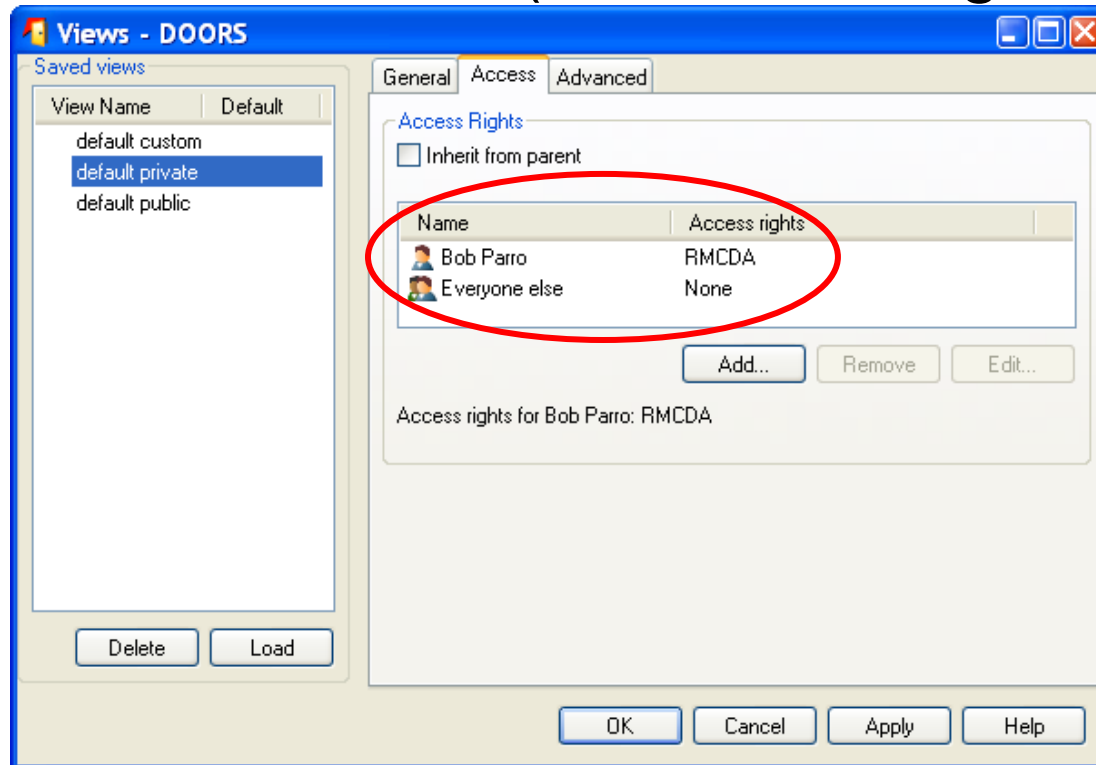 Views - DOORS
Saved views
View Name Default
default custom
default private
default public
Delete Load
General Access Advanced
Access Rights
Inherit from parent
Name Access rights
Bob Parro RMCDA
Everyone else None
Add... Remove Edit...
Access rights for Bob Parro: RMCDA
OK Cancel Apply Help